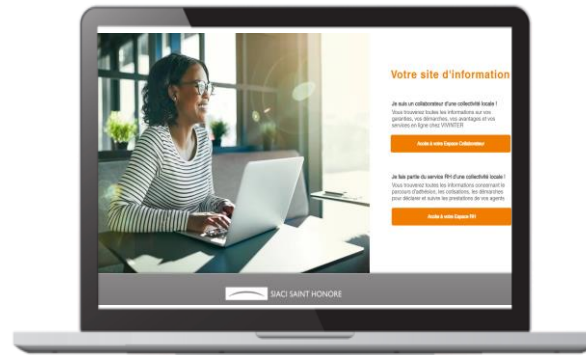 Votre site d'information
Je suis un collaborateur d'une collectivité locale !
Vous trouverez toutes les informations sur vos
garanties, vos démarches, vos avantages et vos
services en ligne chez VIVINTER
Accès à votre Espace Collaborateur
Je fais partie du service RH d'une collectivité locale !
Vous trouverez toutes les informations concernant le
parcours d'adhésion, les cotisations, les démarches
pour déclarer et suivre les prestations de vos agents
Accès à votre Espace RH
SIACI SAINT HONORE